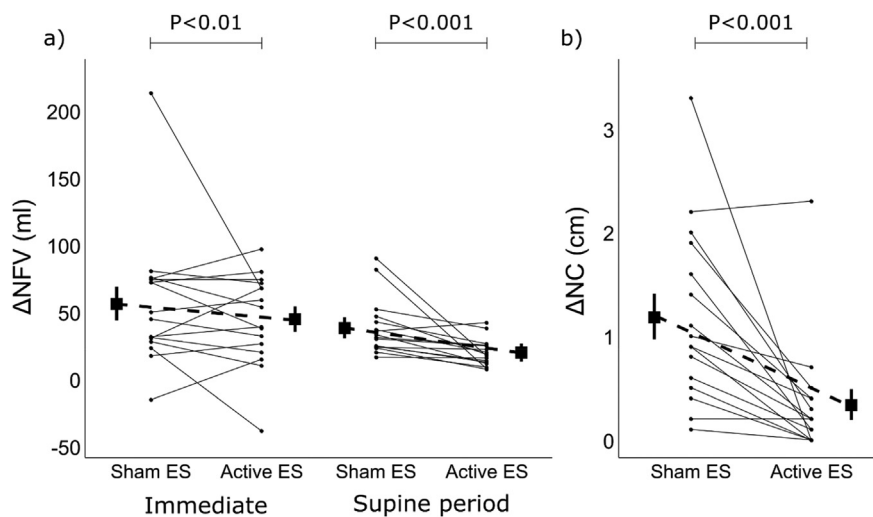 a)
P<0.01
P<0.001
ΔNFV (ml)
200
150
100
50
0
-50
Sham ES Active ES Sham ES Active ES
Immediate Supine period
b)
P<0.001
ΔNC (cm)
3
2
1
0
Sham ES Active ES